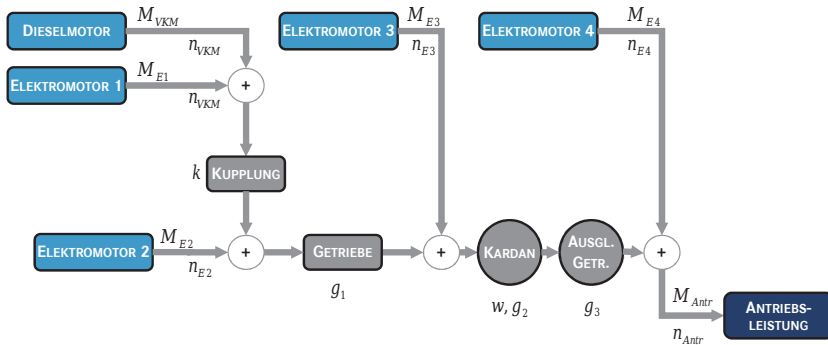 DIESELMOTOR
M_VKM
n_VKM
ELEKTROMOTOR 1
M_E1
n_VKM
+
k
KUPPLUNG
ELEKTROMOTOR 2
M_E2
n_E2
+
GETRIEBE
g_1
ELEKTROMOTOR 3
M_E3
n_E3
+
KARDAN
w, g_2
AUSGL.
GETR.
g_3
ELEKTROMOTOR 4
M_E4
n_E4
+
M_Antr
n_Antr
ANTRIEBS-
LEISTUNG